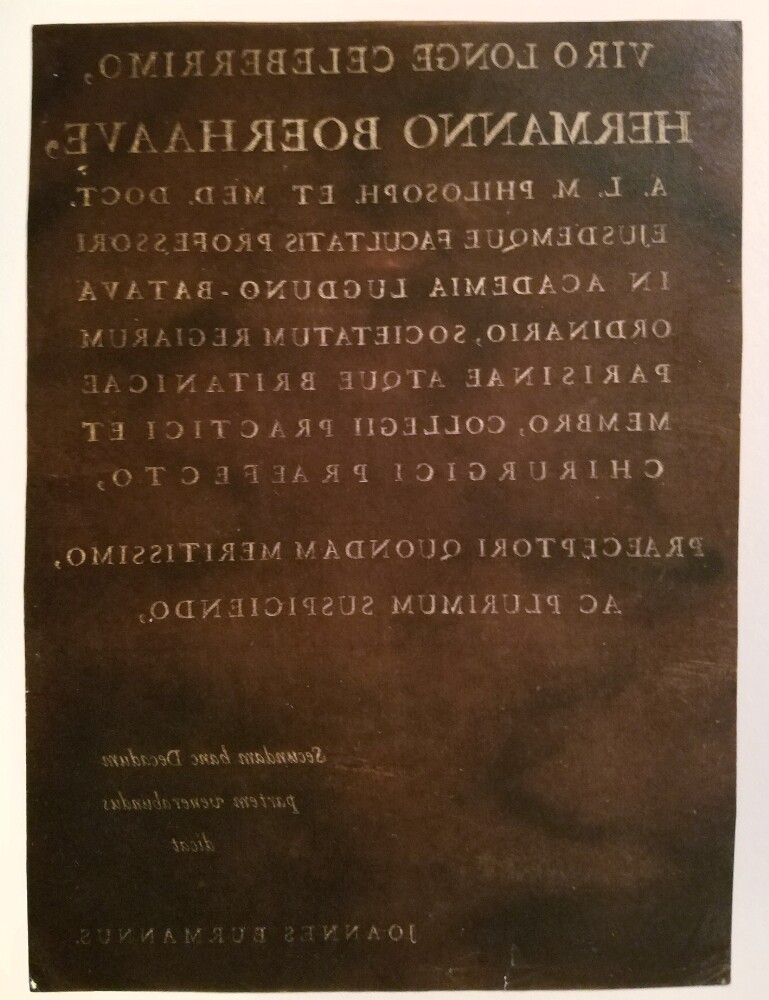 VIRO LONGE CELEBERRIMO,
HERMANNO BOERHAAVE,
A. L. M. PHILOSOPH. ET MED. DOCT.
EJUSDEMQUE FACULTATIS PROFESSORI
IN ACADEMIA LUGDUNO-BATAVA
ORDINARIO, SOCIETATUM REGIARUM
PARISINAE ATQUE BRITANICAE
MEMBRO, COLLEGII PRACTICI ET
CHIRURGICI PRAEFECTO,
PRAECEPTORI QUONDAM MERITISSIMO,
AC PLURIMUM SUSPICIENDO,
Secundam hanc Decadum
partem venerabundus
dicat
JOANNES BURMANNUS.